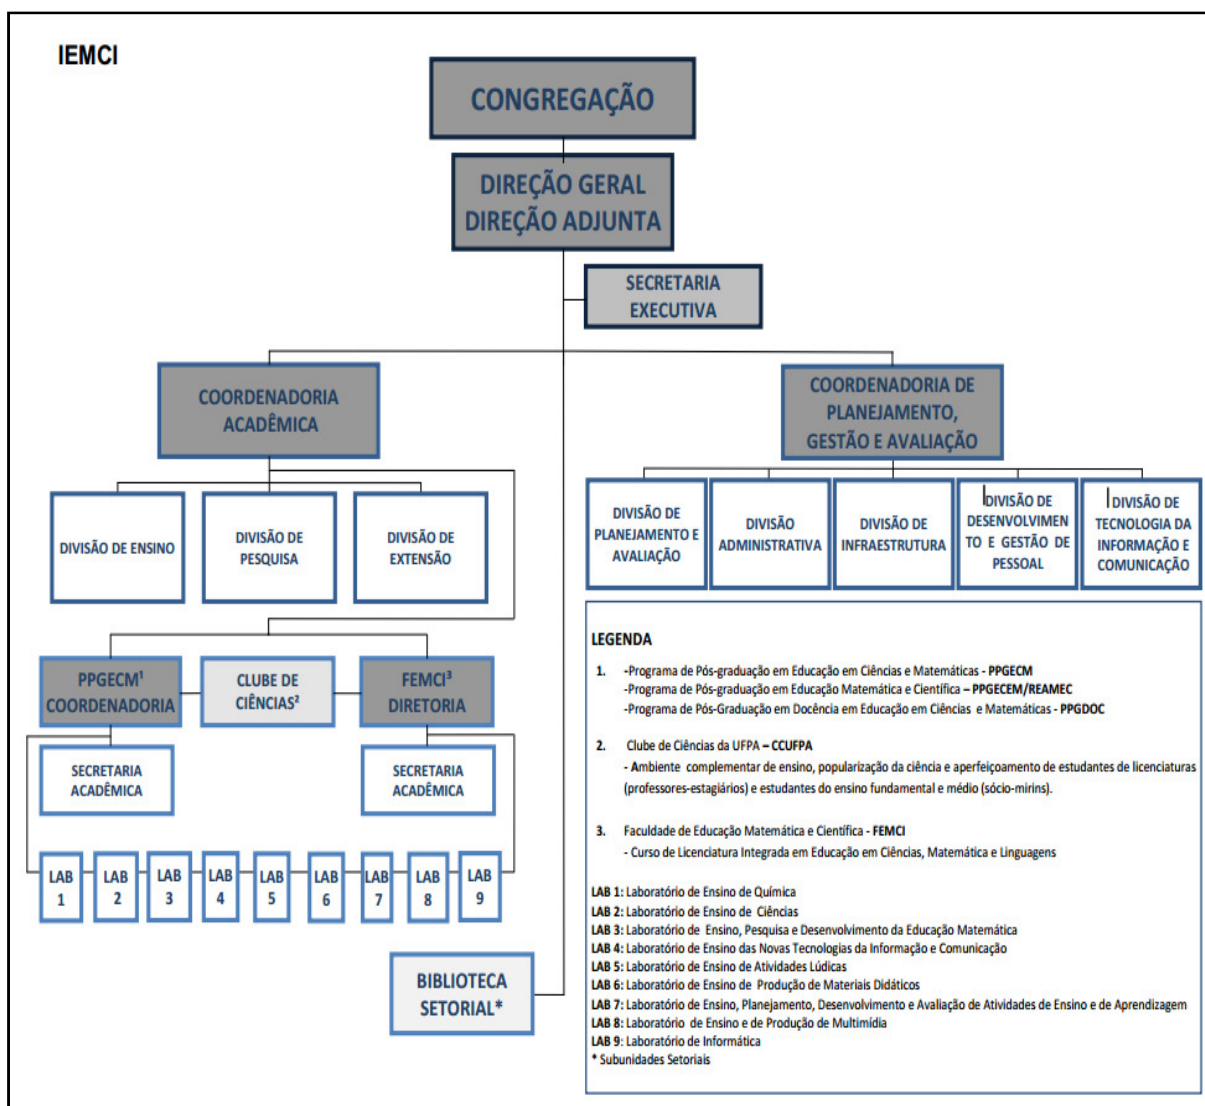 IEMCI
CONGREGAÇÃO
DIREÇÃO GERAL
DIREÇÃO ADJUNTA
SECRETARIA
EXECUTIVA
COORDENADORIA
ACADÊMICA
COORDENADORIA DE
PLANEJAMENTO,
GESTÃO E AVALIAÇÃO
DIVISÃO DE ENSINO
DIVISÃO DE
PESQUISA
DIVISÃO DE
EXTENSÃO
DIVISÃO DE
PLANEJAMENTO E
AVALIAÇÃO
DIVISÃO
ADMINISTRATIVA
DIVISÃO DE
INFRAESTRUTURA
DIVISÃO DE
DESENVOLVIMEN
TO E GESTÃO DE
PESSOAL
DIVISÃO DE
TECNOLOGIA DA
INFORMAÇÃO E
COMUNICAÇÃO
PPGECM¹
COORDENADORIA
CLUBE DE
CIÊNCIAS²
FEMCI³
DIRETORIA
SECRETARIA
ACADÊMICA
SECRETARIA
ACADÊMICA
LAB
1
LAB
2
LAB
3
LAB
4
LAB
5
LAB
6
LAB
7
LAB
8
LAB
9
BIBLIOTECA
SETORIAL*
LEGENDA
1. -Programa de Pós-graduação em Educação em Ciências e Matemáticas - PPGECM
-Programa de Pós-graduação em Educação Matemática e Científica – PPGECEM/REAMEC
-Programa de Pós-Graduação em Docência em Educação em Ciências e Matemáticas - PPGDOC
2. Clube de Ciências da UFPA – CCUFPA
- Ambiente complementar de ensino, popularização da ciência e aperfeiçoamento de estudantes de licenciaturas
(professores-estagiários) e estudantes do ensino fundamental e médio (sócio-mirins).
3. Faculdade de Educação Matemática e Científica - FEMCI
- Curso de Licenciatura Integrada em Educação em Ciências, Matemática e Linguagens
LAB 1: Laboratório de Ensino de Química
LAB 2: Laboratório de Ensino de Ciências
LAB 3: Laboratório de Ensino, Pesquisa e Desenvolvimento da Educação Matemática
LAB 4: Laboratório de Ensino das Novas Tecnologias da Informação e Comunicação
LAB 5: Laboratório de Ensino de Atividades Lúdicas
LAB 6: Laboratório de Ensino de Produção de Materiais Didáticos
LAB 7: Laboratório de Ensino, Planejamento, Desenvolvimento e Avaliação de Atividades de Ensino e de Aprendizagem
LAB 8: Laboratório de Ensino e de Produção de Multimídia
LAB 9: Laboratório de Informática
* Subunidades Setoriais